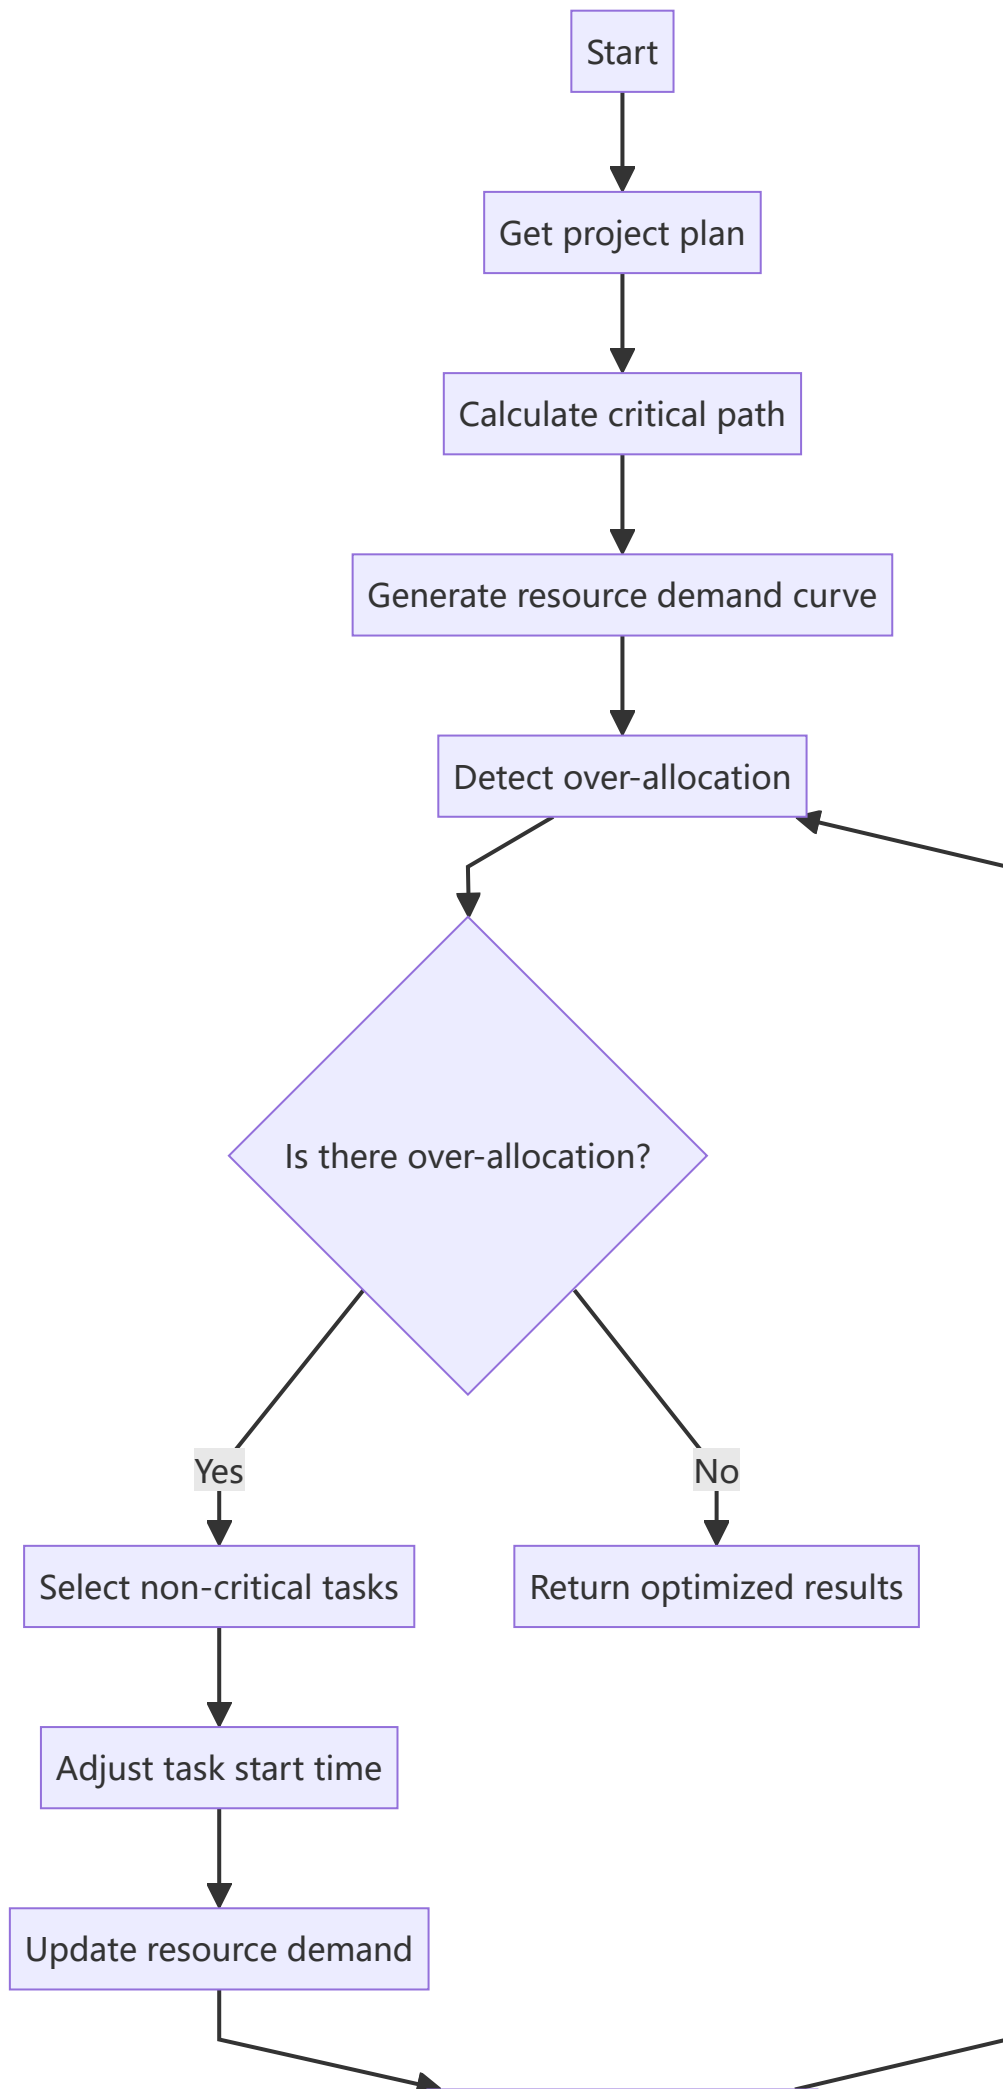 Start
Get project plan
Calculate critical path
Generate resource demand curve
Detect over-allocation
Is there over-allocation?
Yes
No
Select non-critical tasks
Return optimized results
Adjust task start time
Update resource demand